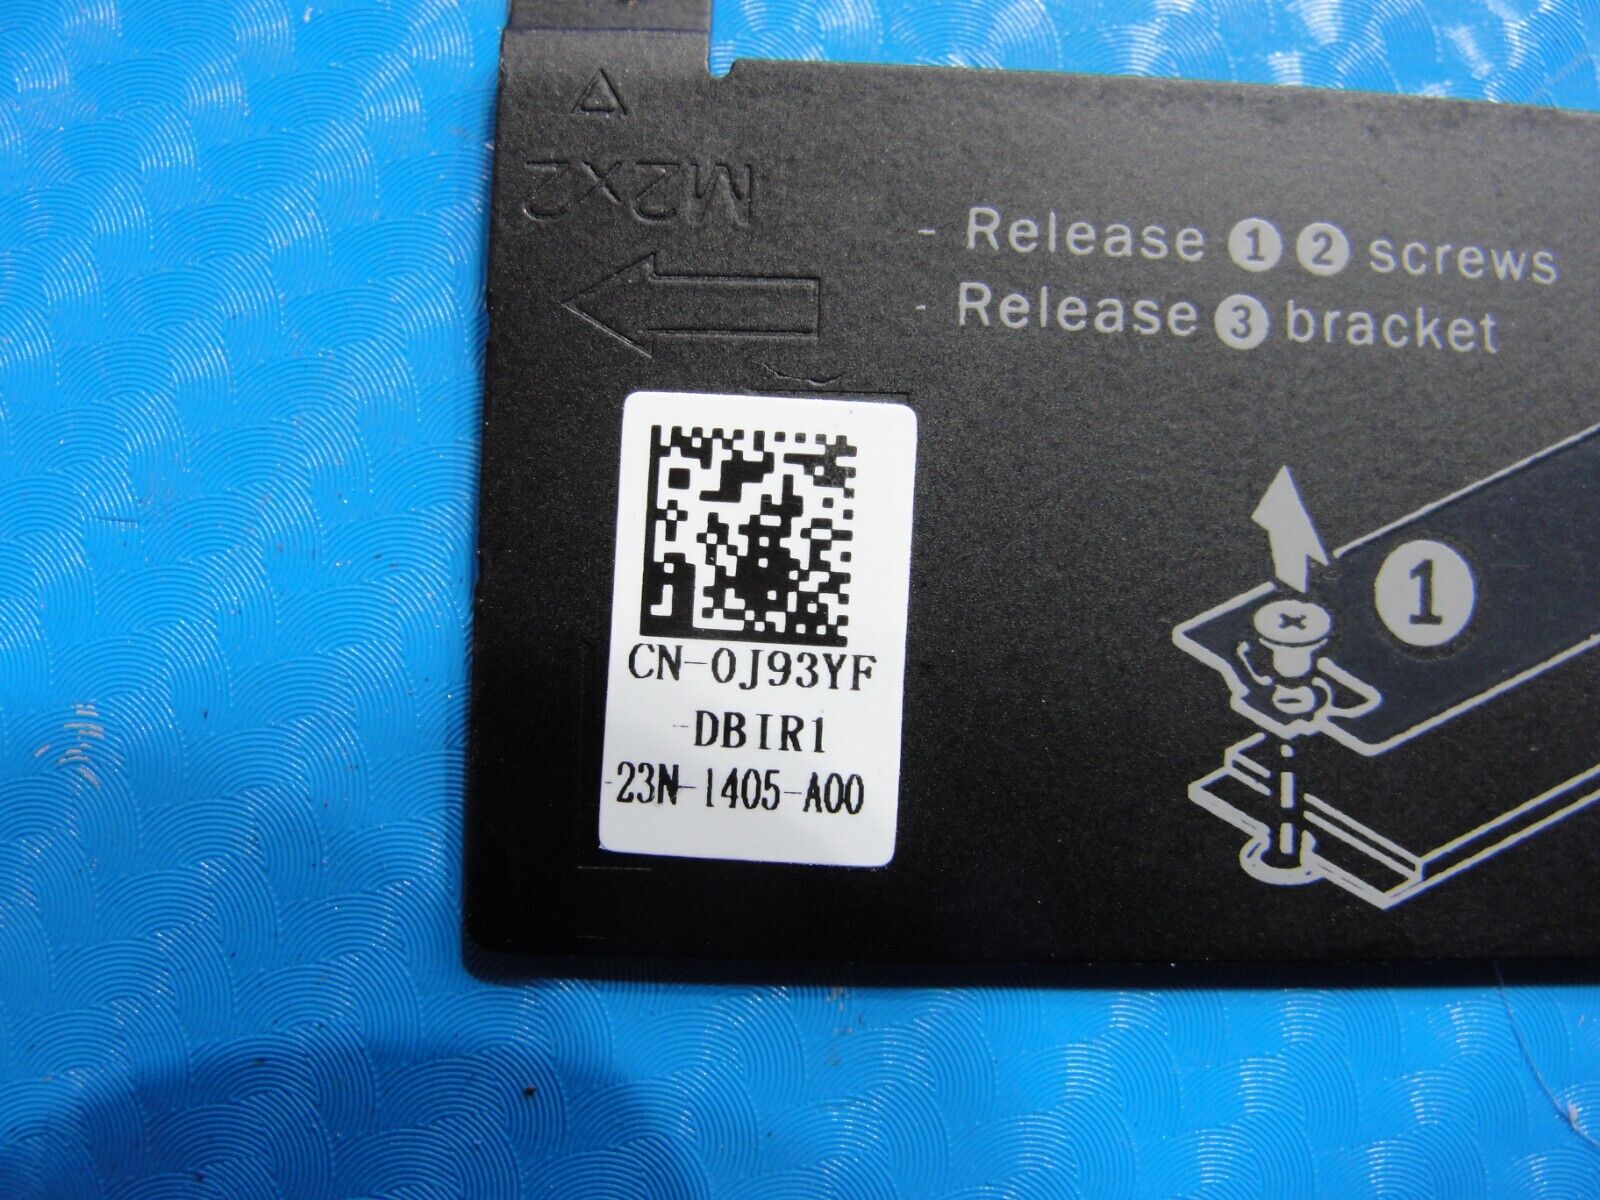 M2x2
- Release 1 2 screws
- Release 3 bracket
1
CN-0J93YF
-DBIR1
-23N-1405-A00